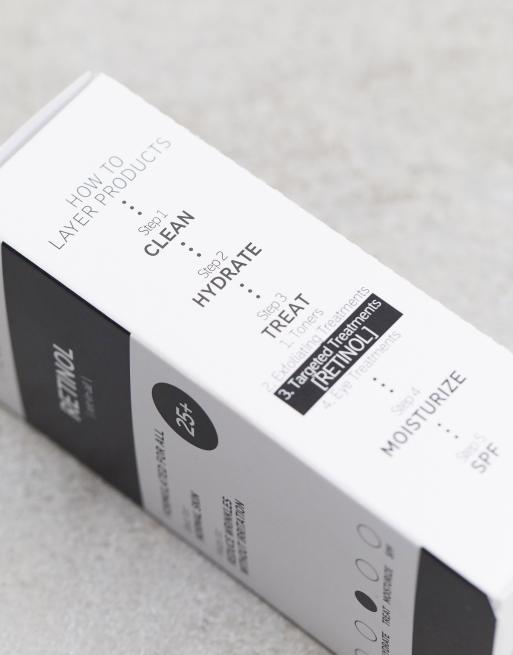 HOW TO
LAYER PRODUCTS
Step 1
CLEAN
Step 2
HYDRATE
Step 3
TREAT
1. Toners
2. Exfoliating Treatments
3. Targeted Treatments
[RETINOL]
4. Eye Treatments
Step 4
MOISTURIZE
Step 5
SPF
RETINOL
25+
FORMULATED FOR ALL
NORMAL SKIN
REDUCE WRINKLES
WITHOUT IRRITATION
TREAT
MOISTURIZE
SPF